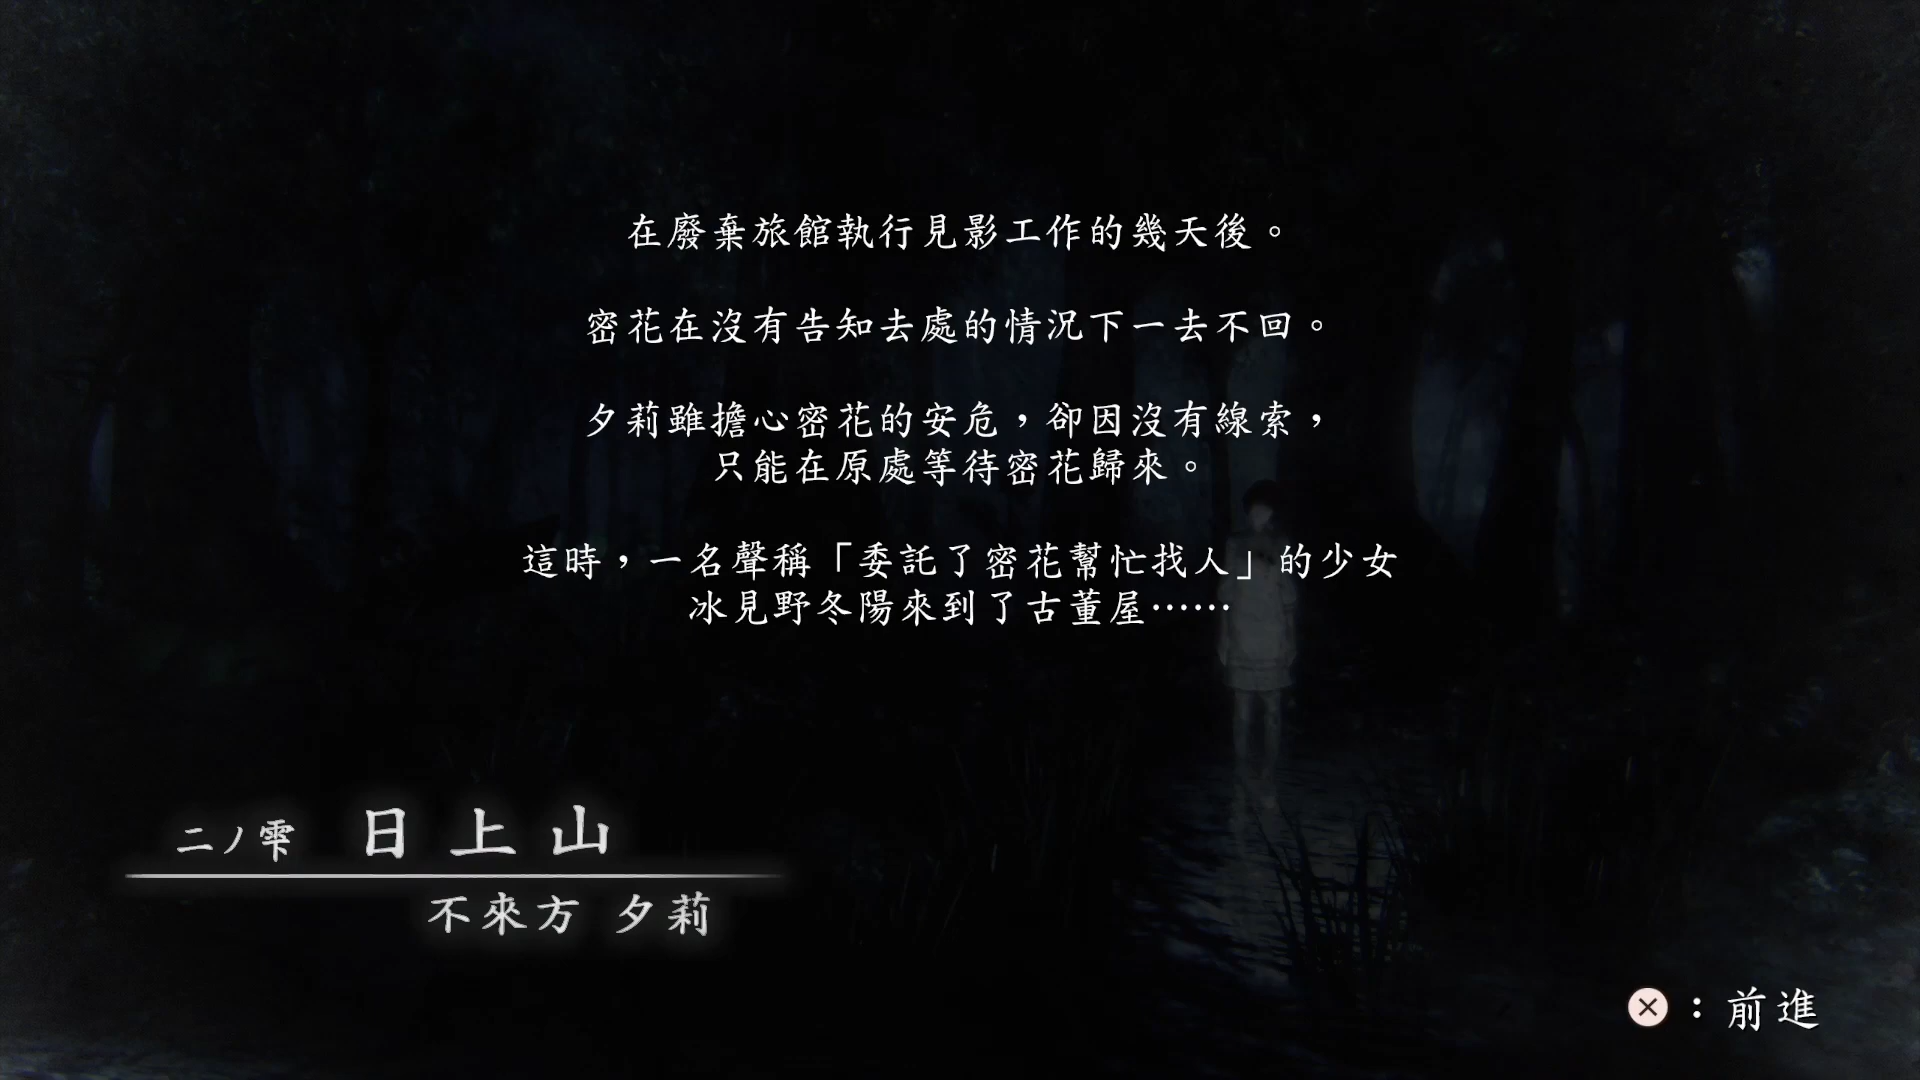 在廢棄旅館執行見影工作的幾天後。
密花在沒有告知去處的情況下一去不回。
夕莉雖擔心密花的安危，卻因沒有線索，
只能在原處等待密花歸來。
這時，一名聲稱「委託了密花幫忙找人」的少女
冰見野冬陽來到了古董屋……
二ノ雫 日上山
不來方 夕莉
：前進